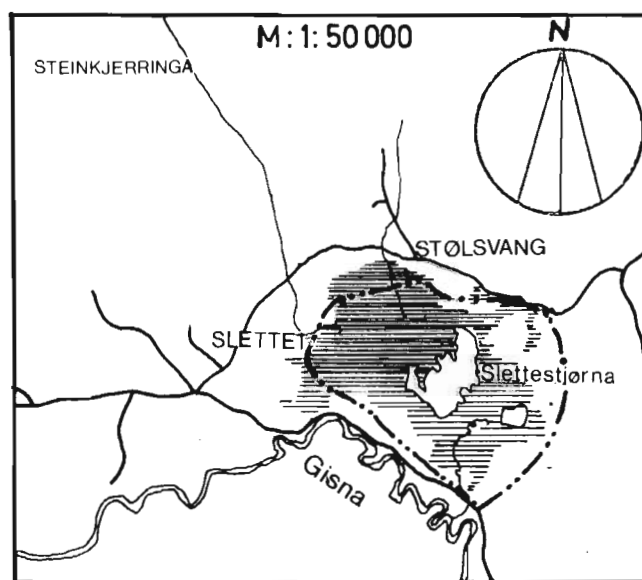 M:1:50 000
N
STEINKJERRINGA
STØLSVANG
SLETTET
Slettestjørna
Gisna